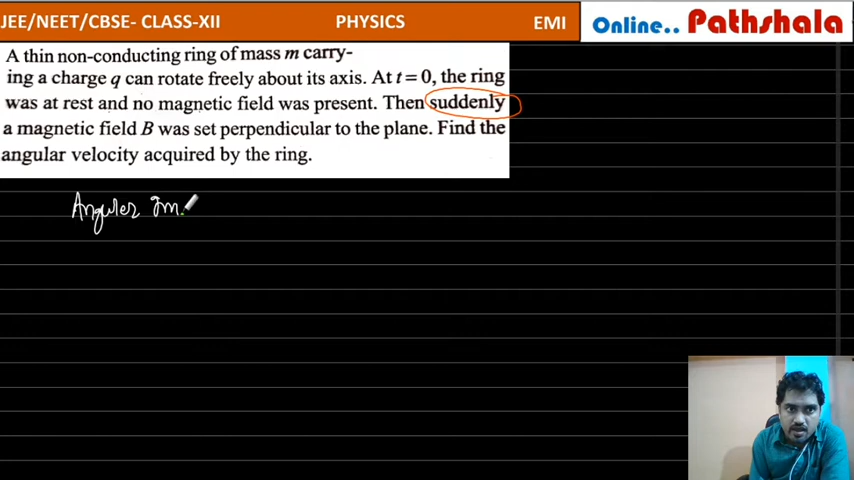 JEE/NEET/CBSE- CLASS-XII PHYSICS EMI Online.. Pathshala
A thin non-conducting ring of mass m carry-
ing a charge q can rotate freely about its axis. At t = 0, the ring
was at rest and no magnetic field was present. Then suddenly
a magnetic field B was set perpendicular to the plane. Find the
angular velocity acquired by the ring.
Angular Im